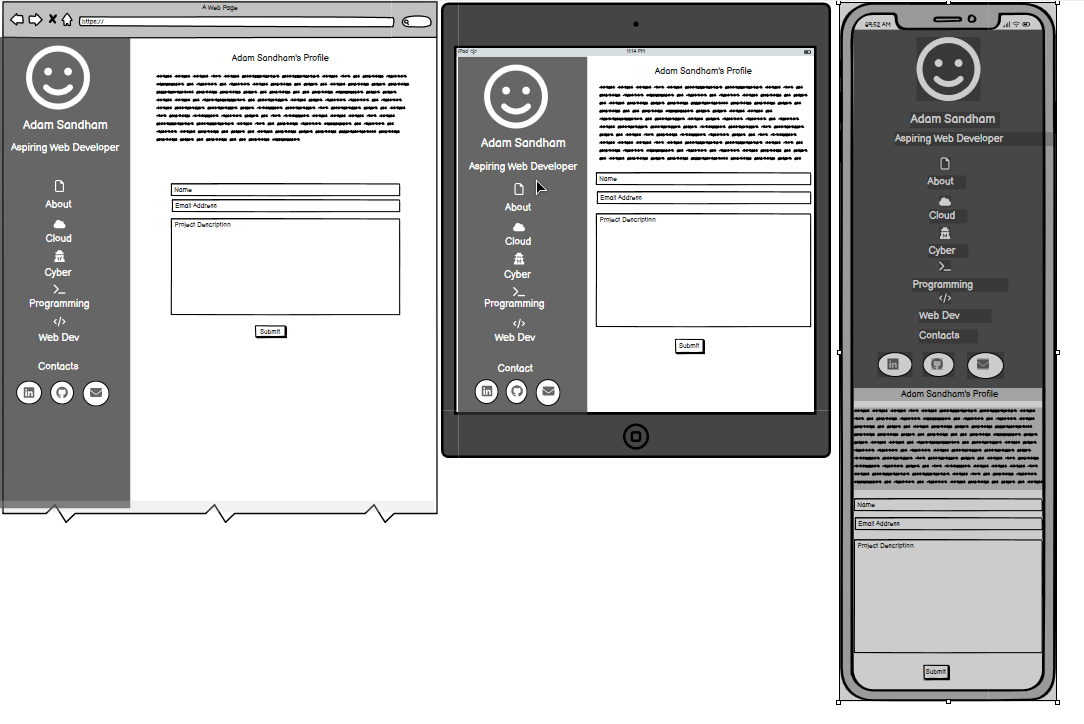 A Web Page
https://
Adam Sandham
Aspiring Web Developer
About
Cloud
Cyber
Programming
</>
Web Dev
Contacts
in
Adam Sandham's Profile
Name
Email Address
Project Description
Submit
iPad
11:14 PM
Adam Sandham
Aspiring Web Developer
About
Cloud
Cyber
Programming
</>
Web Dev
Contact
in
Adam Sandham's Profile
Name
Email Address
Project Description
Submit
09:52 AM
Adam Sandham
Aspiring Web Developer
About
Cloud
Cyber
Programming
</>
Web Dev
Contacts
in
Adam Sandham's Profile
Name
Email Address
Project Description
Submit